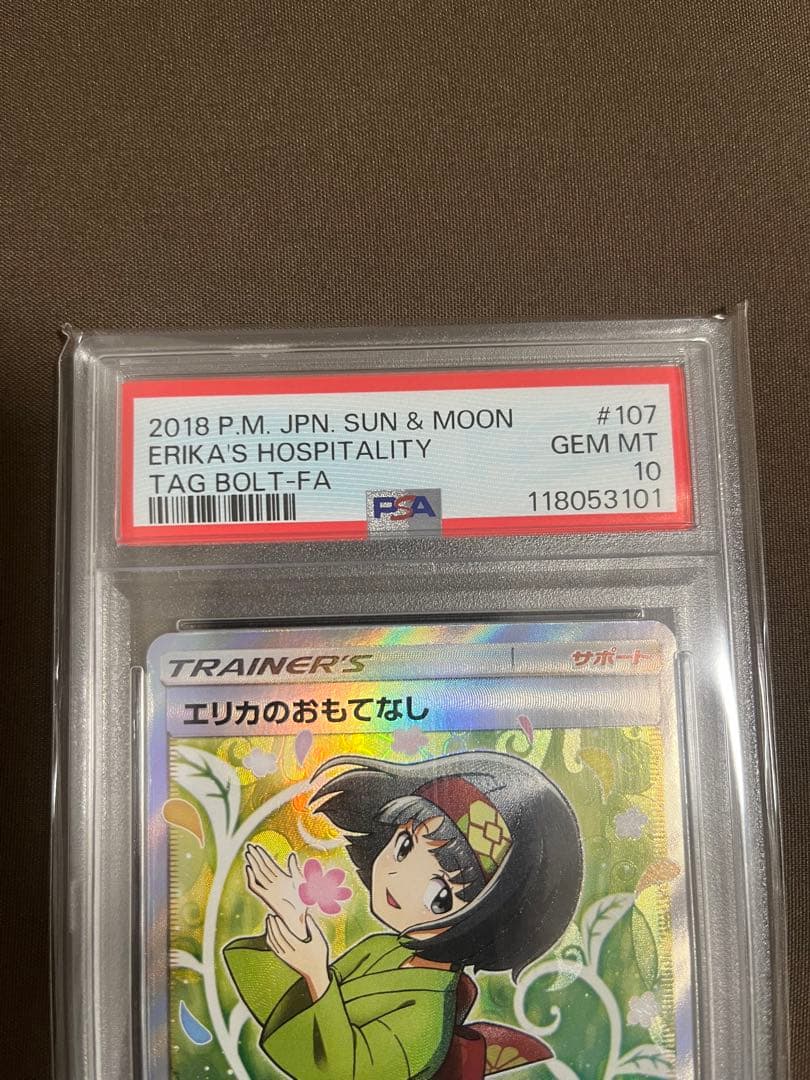 2018 P.M. JPN. SUN & MOON #107
ERIKA'S HOSPITALITY GEM MT
TAG BOLT-FA 10
118053101
PSA
TRAINER'S サポート
エリカのおもてなし